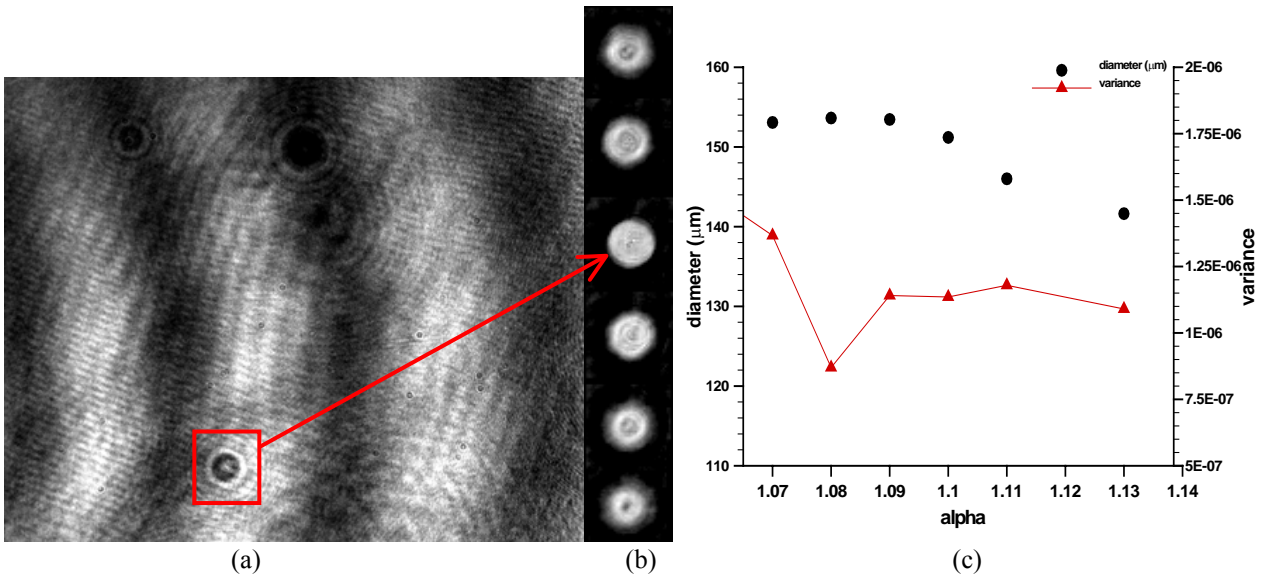 diameter (μm)
variance
160
150
140
130
120
110
diameter (μm)
2E-06
1.75E-06
1.5E-06
1.25E-06
1E-06
7.5E-07
5E-07
variance
1.07 1.08 1.09 1.1 1.11 1.12 1.13 1.14
alpha
(a) (b) (c)